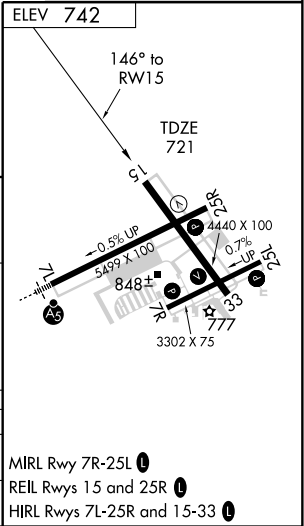 ELEV 742
146° to
RW15
TDZE
721
15
25R
V
P
←0.5% UP
5499 X 100
4440 X 100
0.7%
UP
25L
P
7L
848±
V
P
7R
33
E
A5
777
3302 X 75
MIRL Rwy 7R-25L L
REIL Rwys 15 and 25R L
HIRL Rwys 7L-25R and 15-33 L